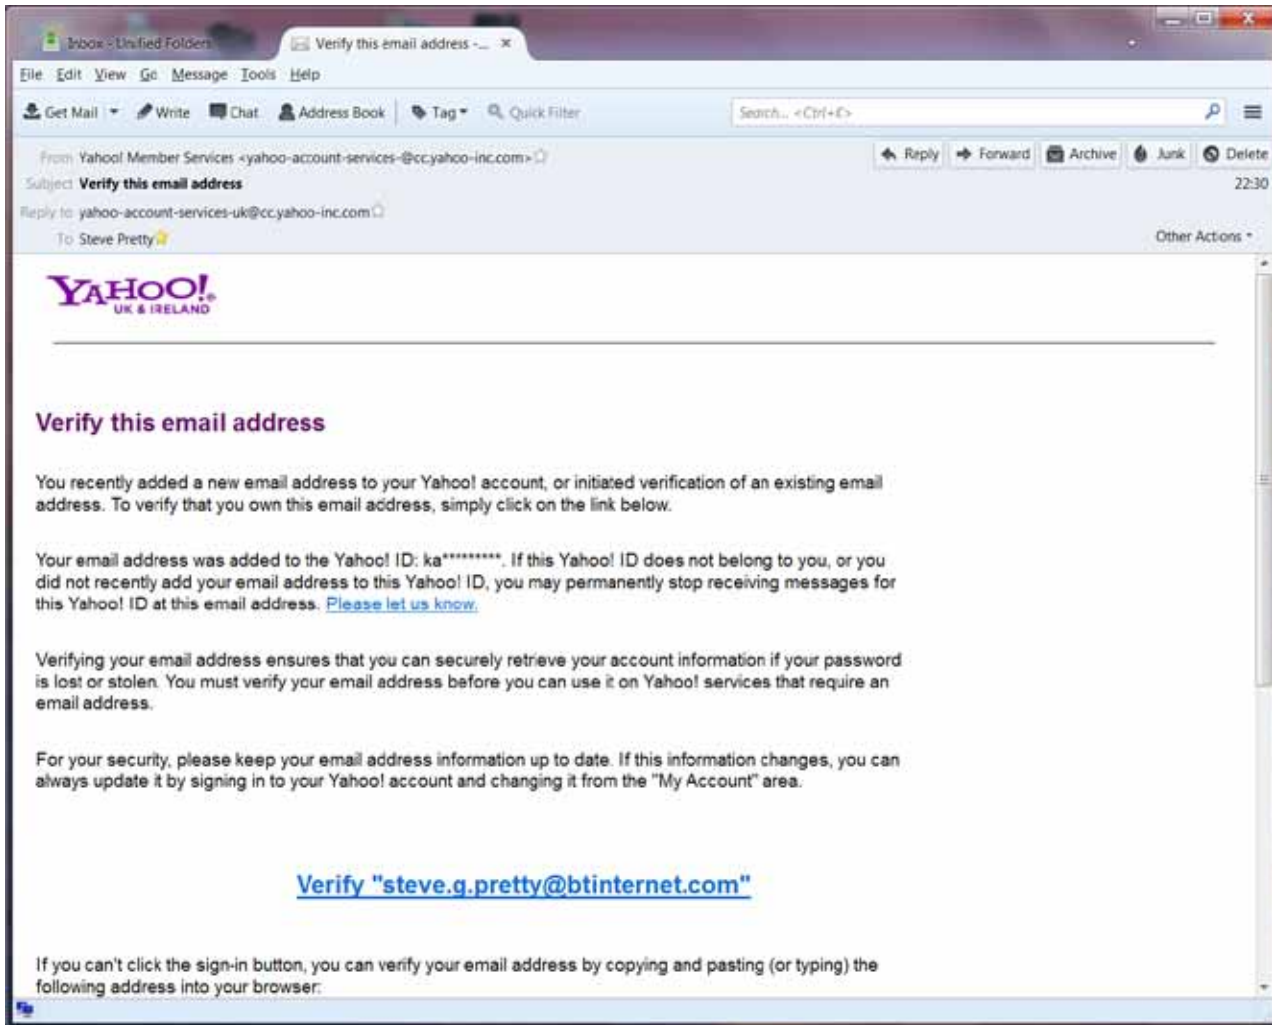 Inbox - Unified Folders
Verify this email address -... ×
File Edit View Go Message Tools Help
Get Mail Write Chat Address Book Tag Quick Filter Search... <Ctrl+K>
From Yahoo! Member Services <yahoo-account-services-@cc.yahoo-inc.com> Reply Forward Archive Junk Delete
Subject Verify this email address 22:30
Reply to yahoo-account-services-uk@cc.yahoo-inc.com
To Steve Pretty Other Actions
YAHOO!
UK & IRELAND
Verify this email address
You recently added a new email address to your Yahoo! account, or initiated verification of an existing email
address. To verify that you own this email address, simply click on the link below.
Your email address was added to the Yahoo! ID: ka*********. If this Yahoo! ID does not belong to you, or you
did not recently add your email address to this Yahoo! ID, you may permanently stop receiving messages for
this Yahoo! ID at this email address. Please let us know.
Verifying your email address ensures that you can securely retrieve your account information if your password
is lost or stolen. You must verify your email address before you can use it on Yahoo! services that require an
email address.
For your security, please keep your email address information up to date. If this information changes, you can
always update it by signing in to your Yahoo! account and changing it from the "My Account" area.
Verify "steve.g.pretty@btinternet.com"
If you can't click the sign-in button, you can verify your email address by copying and pasting (or typing) the
following address into your browser: